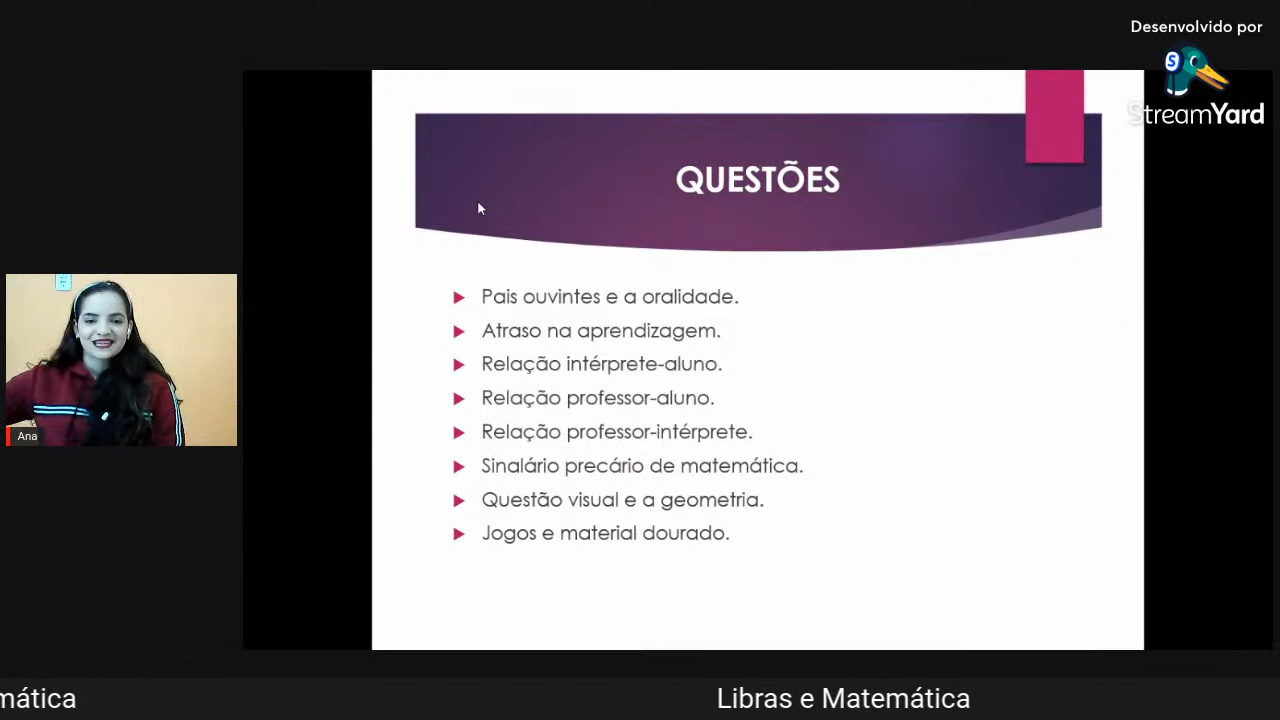 Desenvolvido por
StreamYard
QUESTÕES
Pais ouvintes e a oralidade.
Atraso na aprendizagem.
Relação intérprete-aluno.
Relação professor-aluno.
Relação professor-intérprete.
Sinalário precário de matemática.
Questão visual e a geometria.
Jogos e material dourado.
Ana
mática
Libras e Matemática